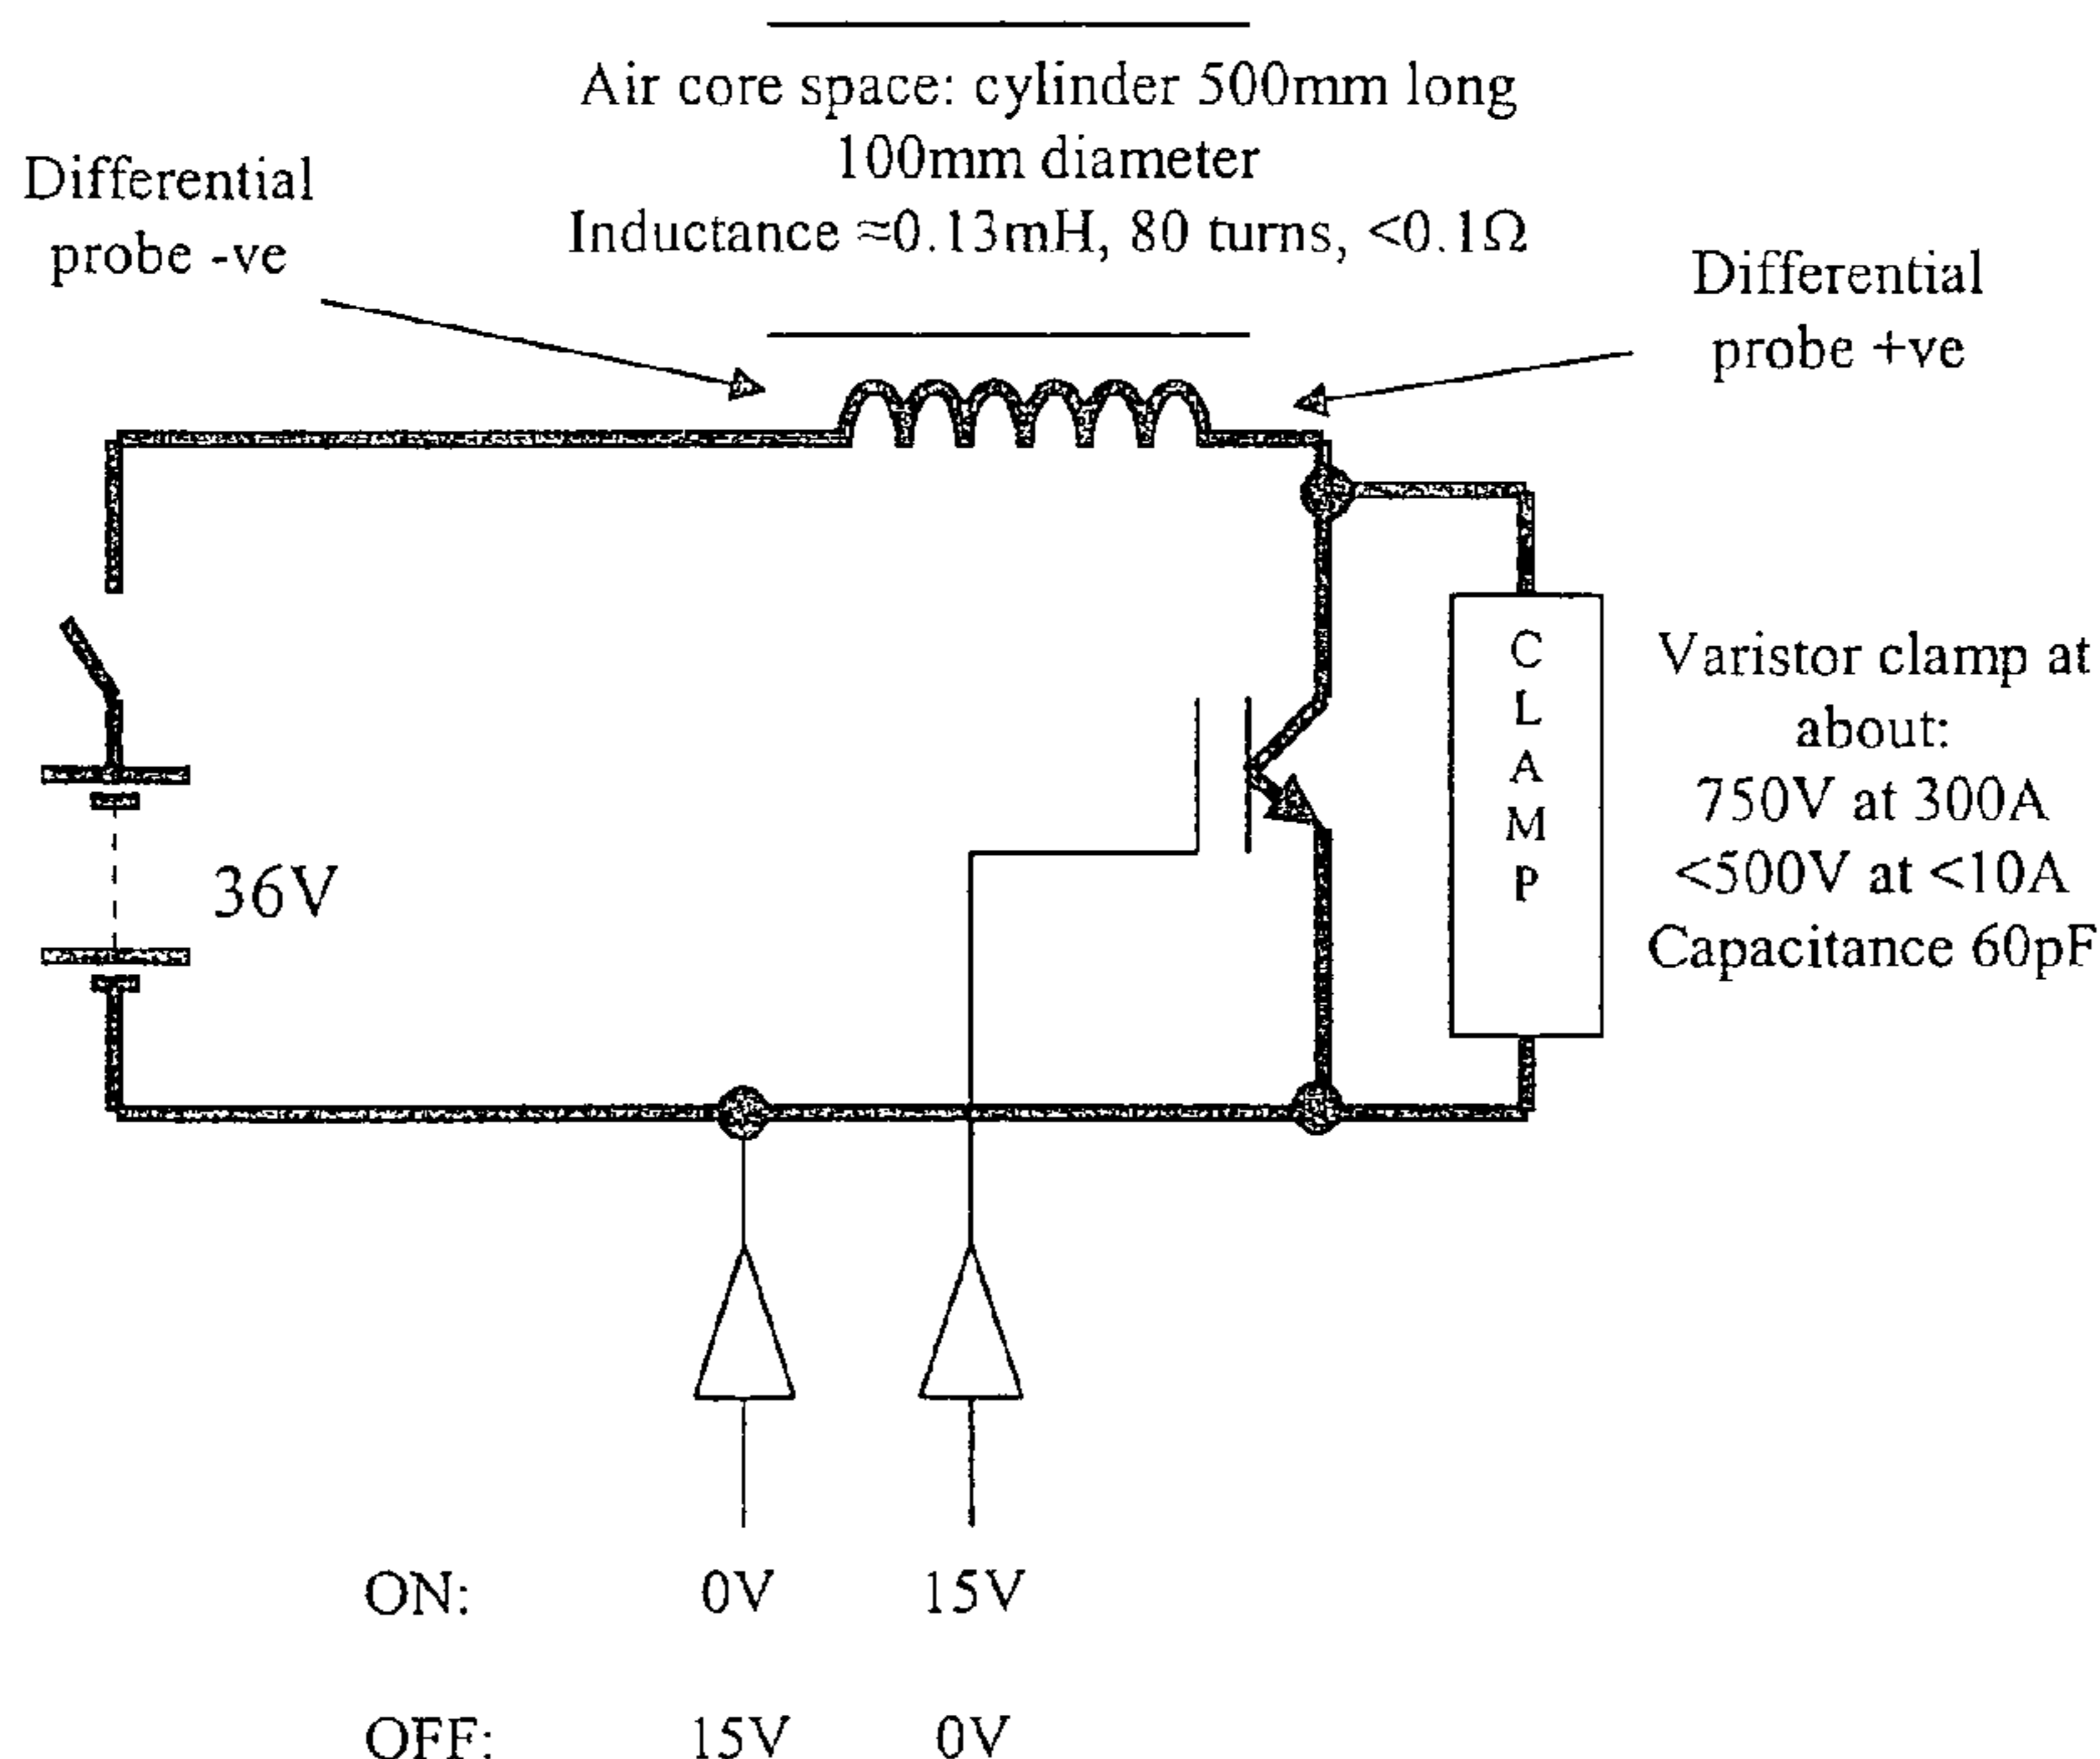 Air core space: cylinder 500mm long
100mm diameter
Inductance ≈0.13mH, 80 turns, <0.1Ω
Differential
probe -ve
Differential
probe +ve
36V
C
L
A
M
P
Varistor clamp at
about:
750V at 300A
<500V at <10A
Capacitance 60pF
ON: 0V 15V
OFF: 15V 0V